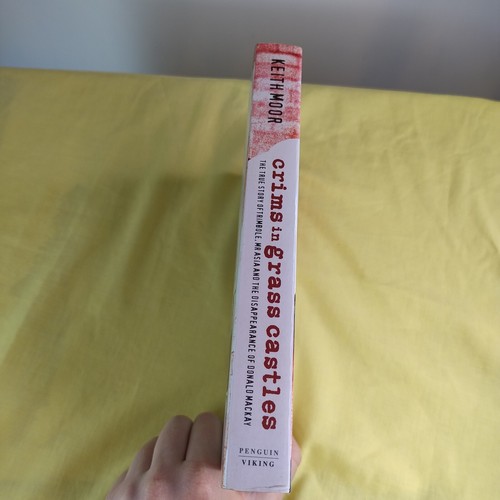 KEITH MOOR
crims in grass castles
THE TRUE STORY OF TRIMBOLE, MR ASIA AND THE DISAPPEARANCE OF DONALD MACKAY
PENGUIN
VIKING